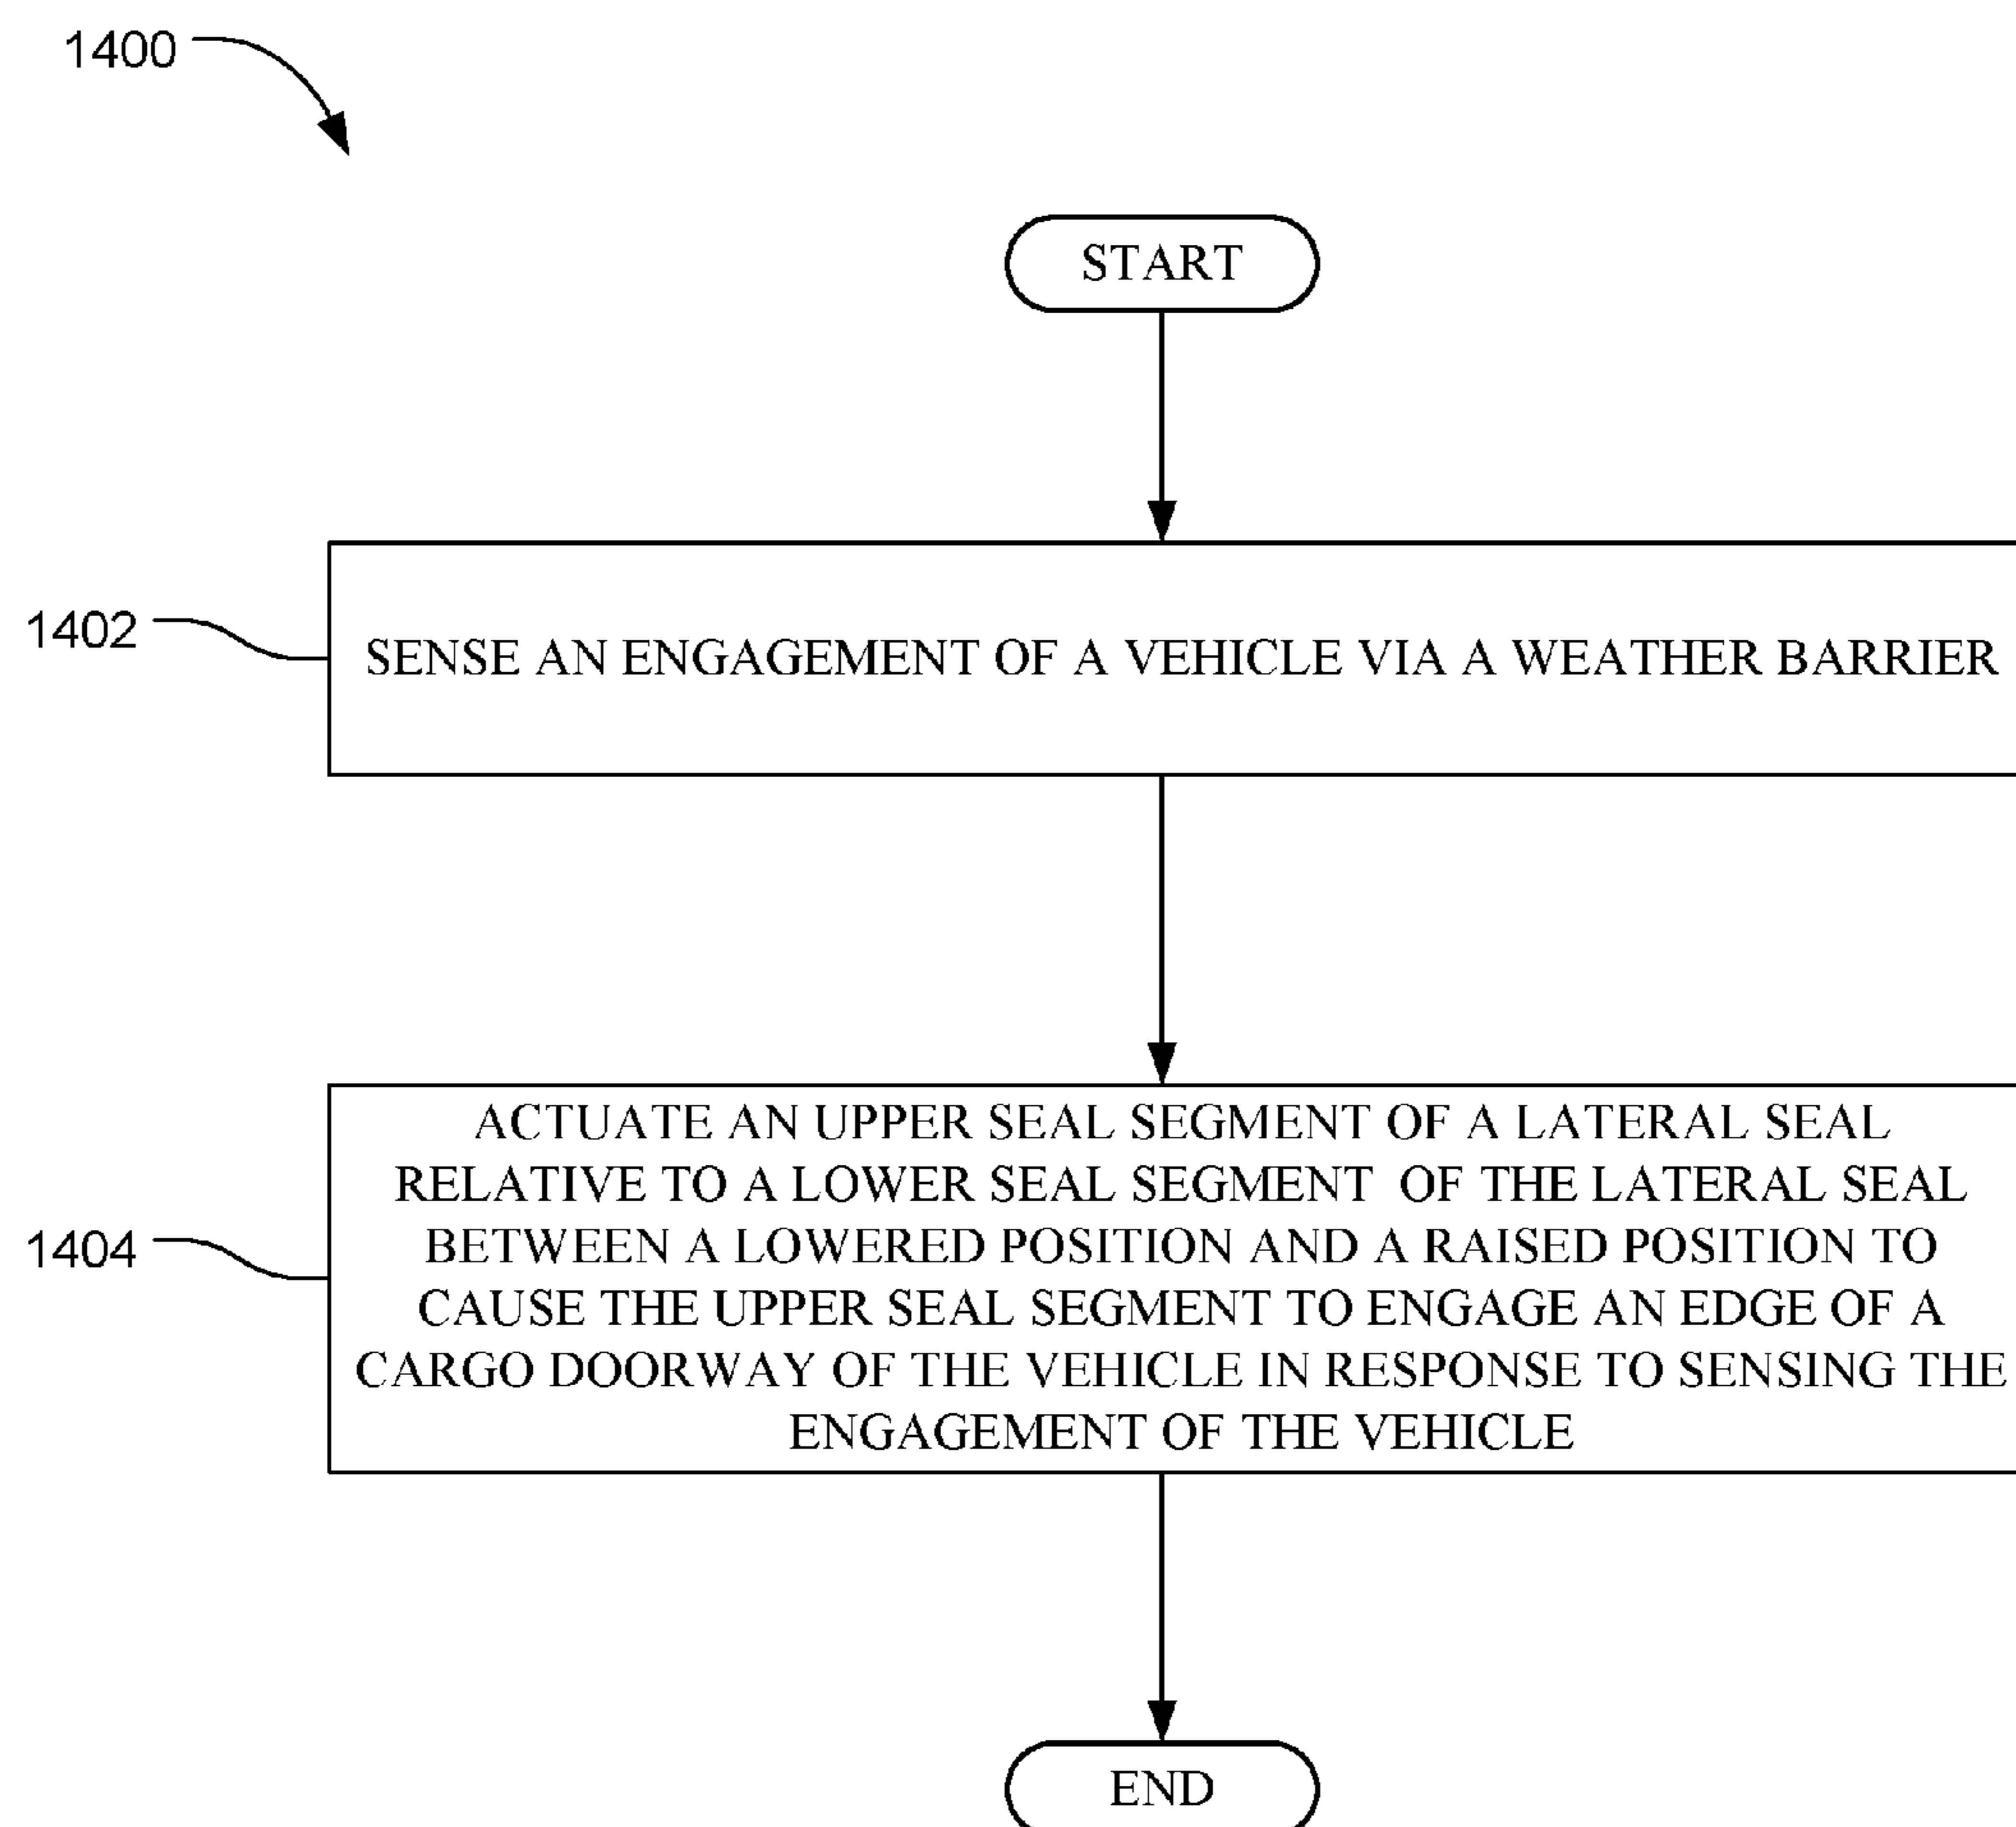 1400
START
1402
SENSE AN ENGAGEMENT OF A VEHICLE VIA A WEATHER BARRIER
1404
ACTUATE AN UPPER SEAL SEGMENT OF A LATERAL SEAL
RELATIVE TO A LOWER SEAL SEGMENT OF THE LATERAL SEAL
BETWEEN A LOWERED POSITION AND A RAISED POSITION TO
CAUSE THE UPPER SEAL SEGMENT TO ENGAGE AN EDGE OF A
CARGO DOORWAY OF THE VEHICLE IN RESPONSE TO SENSING THE
ENGAGEMENT OF THE VEHICLE
END